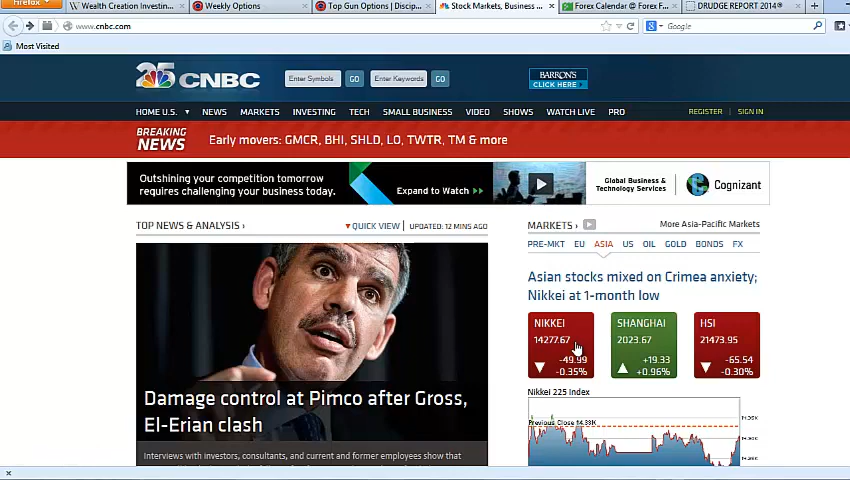 Firefox
Wealth Creation Investin...
Weekly Options
Top Gun Options | Discip...
Stock Markets, Business ...
Forex Calendar @ Forex F...
DRUDGE REPORT 2014®
www.cnbc.com
Google
Most Visited
25 CNBC
Enter Symbols GO Enter Keywords GO
BARRON'S
CLICK HERE
HOME U.S. NEWS MARKETS INVESTING TECH SMALL BUSINESS VIDEO SHOWS WATCH LIVE PRO REGISTER SIGN IN
BREAKING
NEWS
Early movers: GMCR, BHI, SHLD, LO, TWTR, TM & more
Outshining your competition tomorrow
requires challenging your business today.
Expand to Watch
Global Business &
Technology Services
Cognizant
TOP NEWS & ANALYSIS
QUICK VIEW UPDATED: 12 MINS AGO
Damage control at Pimco after Gross,
El-Erian clash
Interviews with investors, consultants, and current and former employees show that
MARKETS
More Asia-Pacific Markets
PRE-MKT EU ASIA US OIL GOLD BONDS FX
Asian stocks mixed on Crimea anxiety;
Nikkei at 1-month low
NIKKEI
14277.67
-49.99
-0.35%
SHANGHAI
2023.67
+19.33
+0.96%
HSI
21473.95
-65.54
-0.30%
Nikkei 225 Index
Previous Close 14.33K